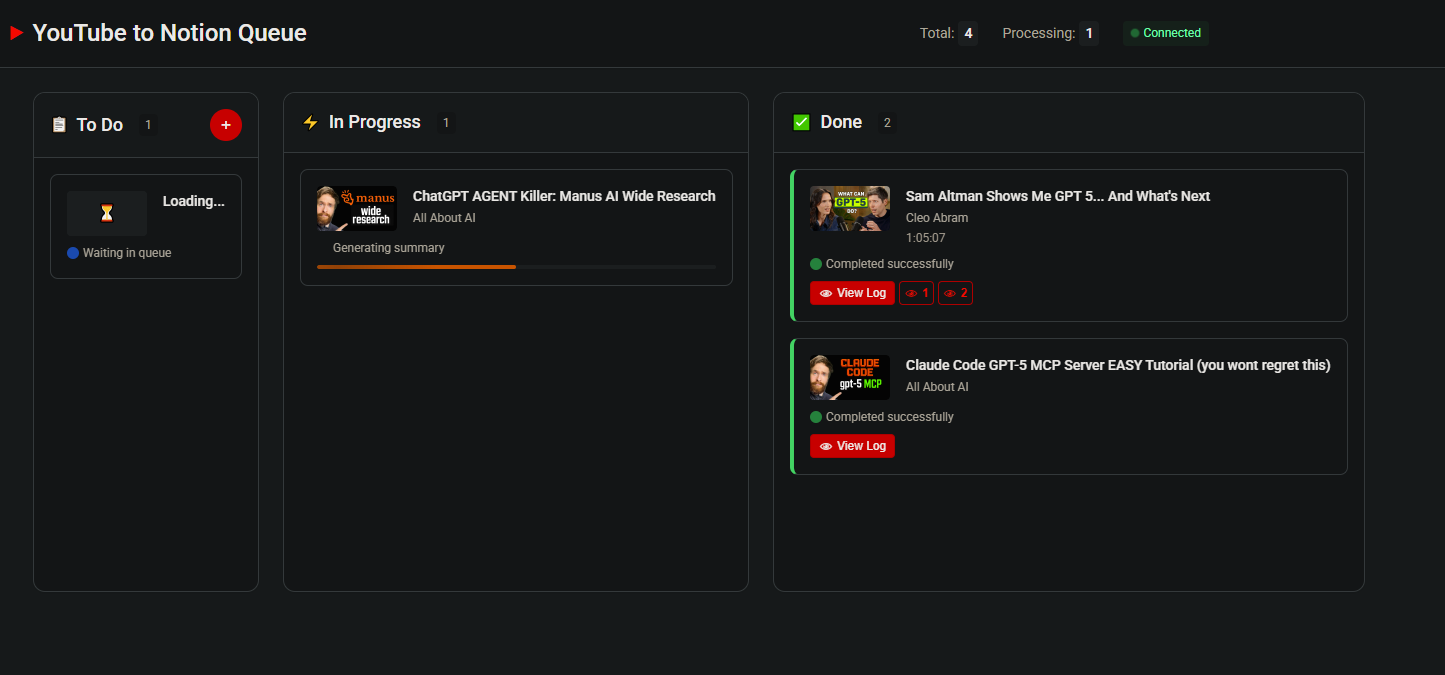 YouTube to Notion Queue
Total: 4 Processing: 1 Connected
To Do 1 +
Loading...
Waiting in queue
In Progress 1
manus
wide
research
ChatGPT AGENT Killer: Manus AI Wide Research
All About AI
Generating summary
Done 2
WHAT CAN
GPT-5
DO?
Sam Altman Shows Me GPT 5... And What's Next
Cleo Abram
1:05:07
Completed successfully
View Log 1 2
CLAUDE
CODE
gpt-5 MCP
Claude Code GPT-5 MCP Server EASY Tutorial (you wont regret this)
All About AI
Completed successfully
View Log